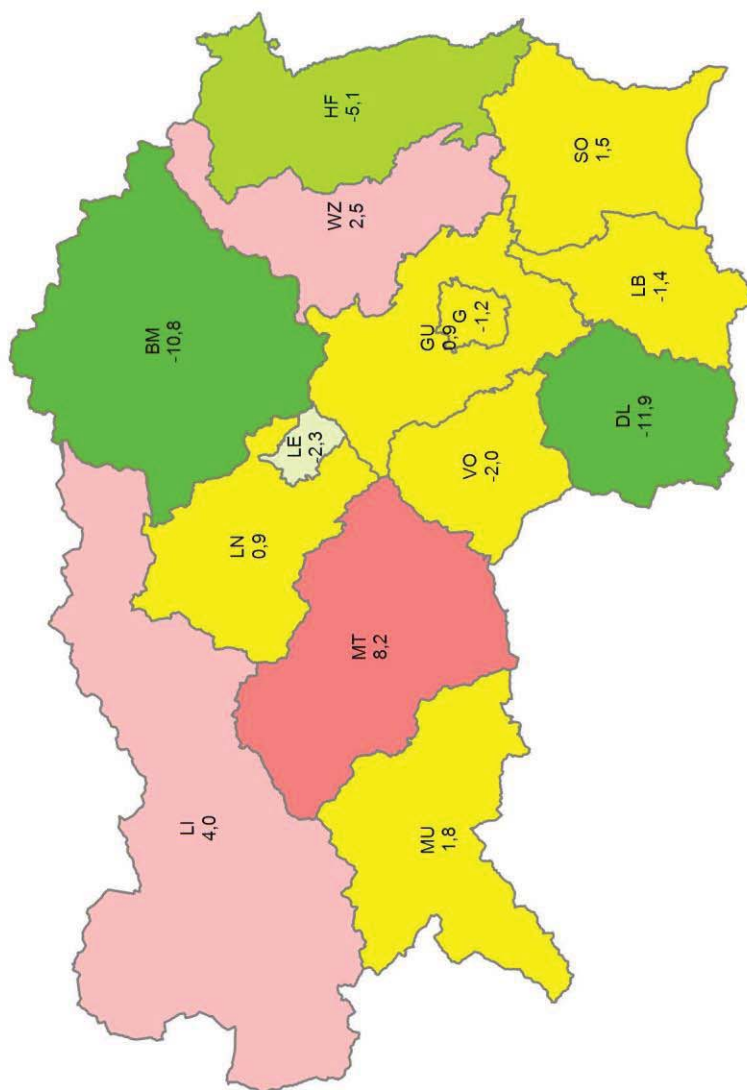 LI
4,0
BM
-10,8
LN
0,9
LE
-2,3
WZ
2,5
HF
-5,1
MT
8,2
MU
1,8
GU
0,9
G
-1,2
VO
-2,0
SO
1,5
LB
-1,4
DL
-11,9